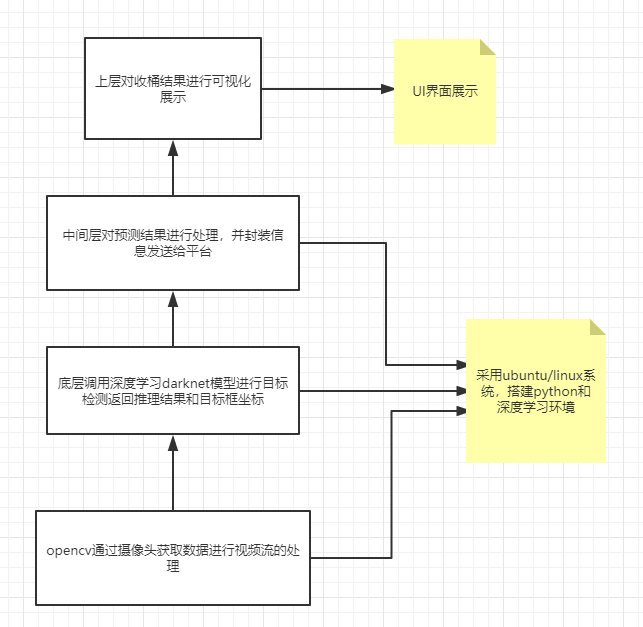 上层对收桶结果进行可视化
展示
UI界面展示
中间层对预测结果进行处理，并封装信
息发送给平台
底层调用深度学习darknet模型进行目标
检测返回推理结果和目标框坐标
采用ubuntu/linux系
统，搭建python和
深度学习环境
opencv通过摄像头获取数据进行视频流的处
理